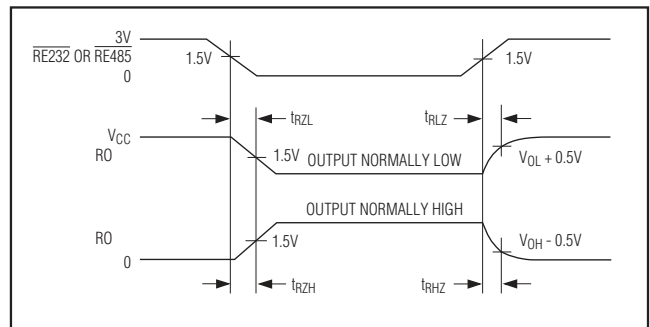 3V
RE232 OR RE485
1.5V
1.5V
0
tRZL
tRLZ
VCC
RO
1.5V
OUTPUT NORMALLY LOW
VOL + 0.5V
OUTPUT NORMALLY HIGH
RO
1.5V
VOH - 0.5V
0
tRZH
tRHZ